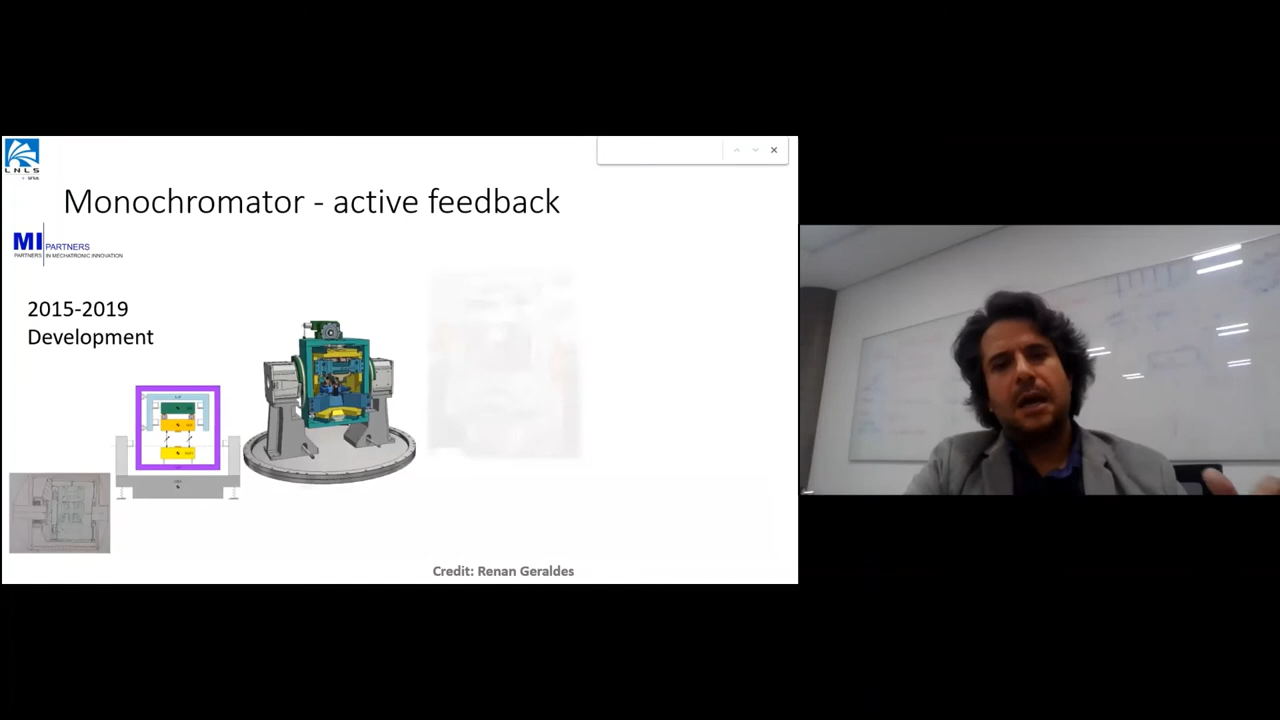 LNLS
Monochromator - active feedback
MI PARTNERS
PARTNERS IN MECHATRONIC INNOVATION
2015-2019
Development
Credit: Renan Geraldes